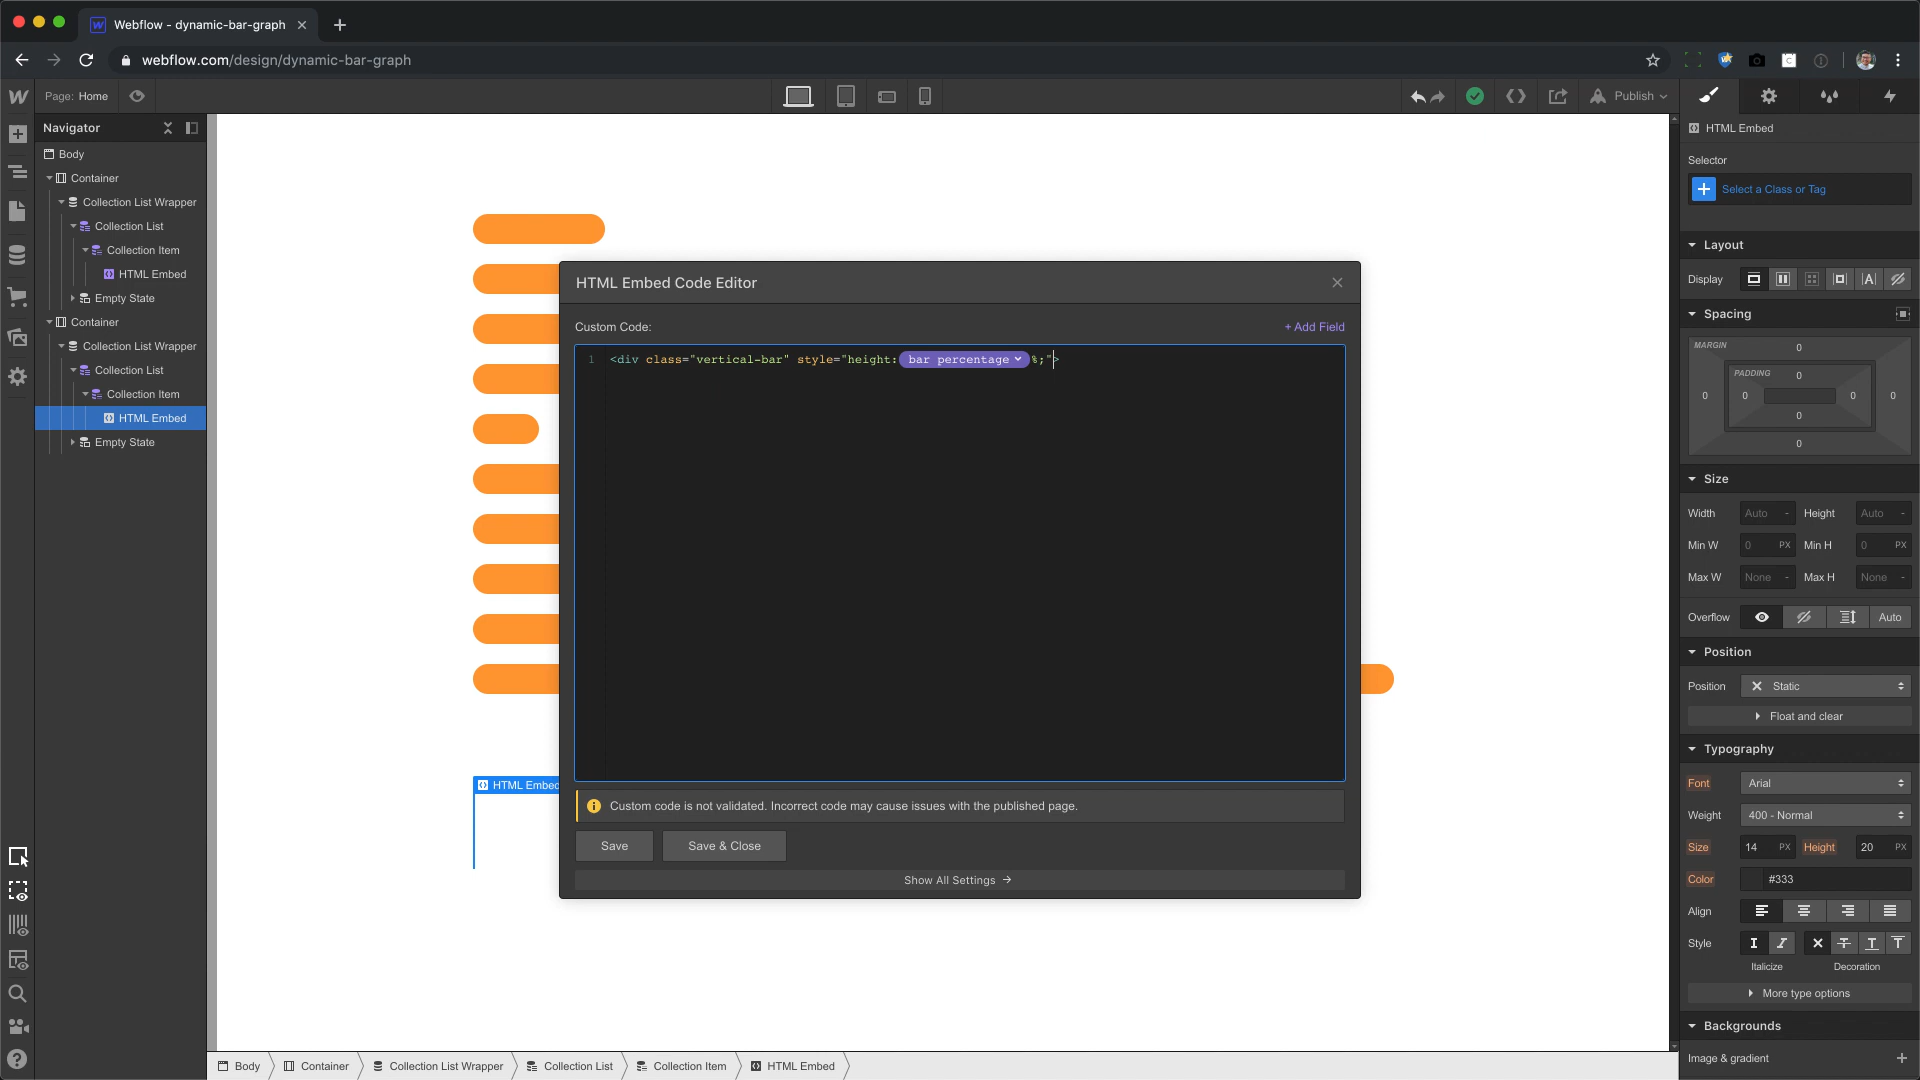 Webflow - dynamic-bar-graph
webflow.com/design/dynamic-bar-graph
Page: Home
Publish
Navigator
Body
Container
Collection List Wrapper
Collection List
Collection Item
HTML Embed
Empty State
Container
Collection List Wrapper
Collection List
Collection Item
HTML Embed
Empty State
HTML Embed Code Editor
Custom Code:
+ Add Field
1 <div class="vertical-bar" style="height: bar percentage %;">
Custom code is not validated. Incorrect code may cause issues with the published page.
Save
Save & Close
Show All Settings
HTML Embed
HTML Embed
Selector
Select a Class or Tag
Layout
Display
Spacing
MARGIN
0
PADDING
0
0 0 0 0
0
0
Size
Width Auto - Height Auto -
Min W 0 PX Min H 0 PX
Max W None - Max H None -
Overflow Auto
Position
Position Static
Float and clear
Typography
Font Arial
Weight 400 - Normal
Size 14 PX Height 20 PX
Color #333
Align
Style
Italicize Decoration
More type options
Backgrounds
Image & gradient
Body Container Collection List Wrapper Collection List Collection Item HTML Embed